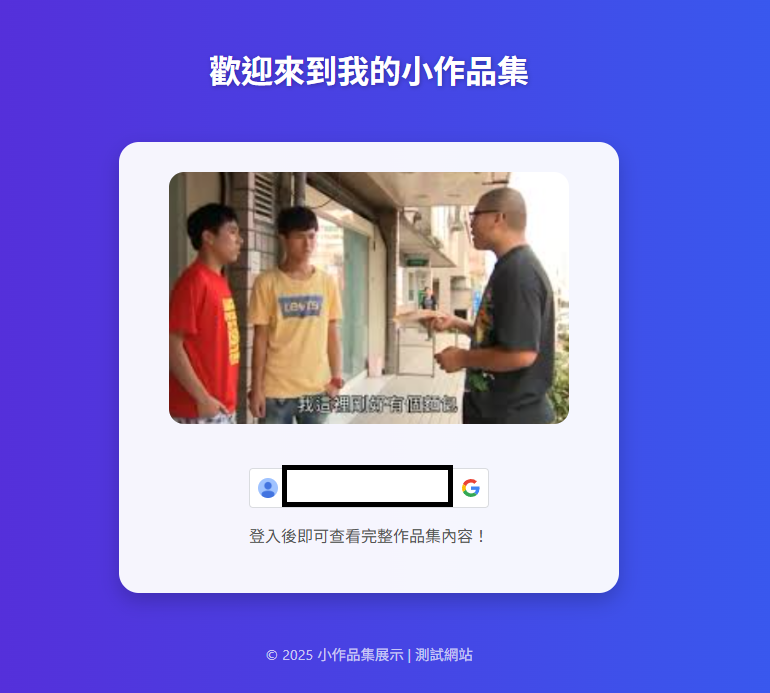 歡迎來到我的小作品集
LEVI'S
我這裡剛好有個麵包
登入後即可查看完整作品集內容！
© 2025 小作品集展示 | 測試網站